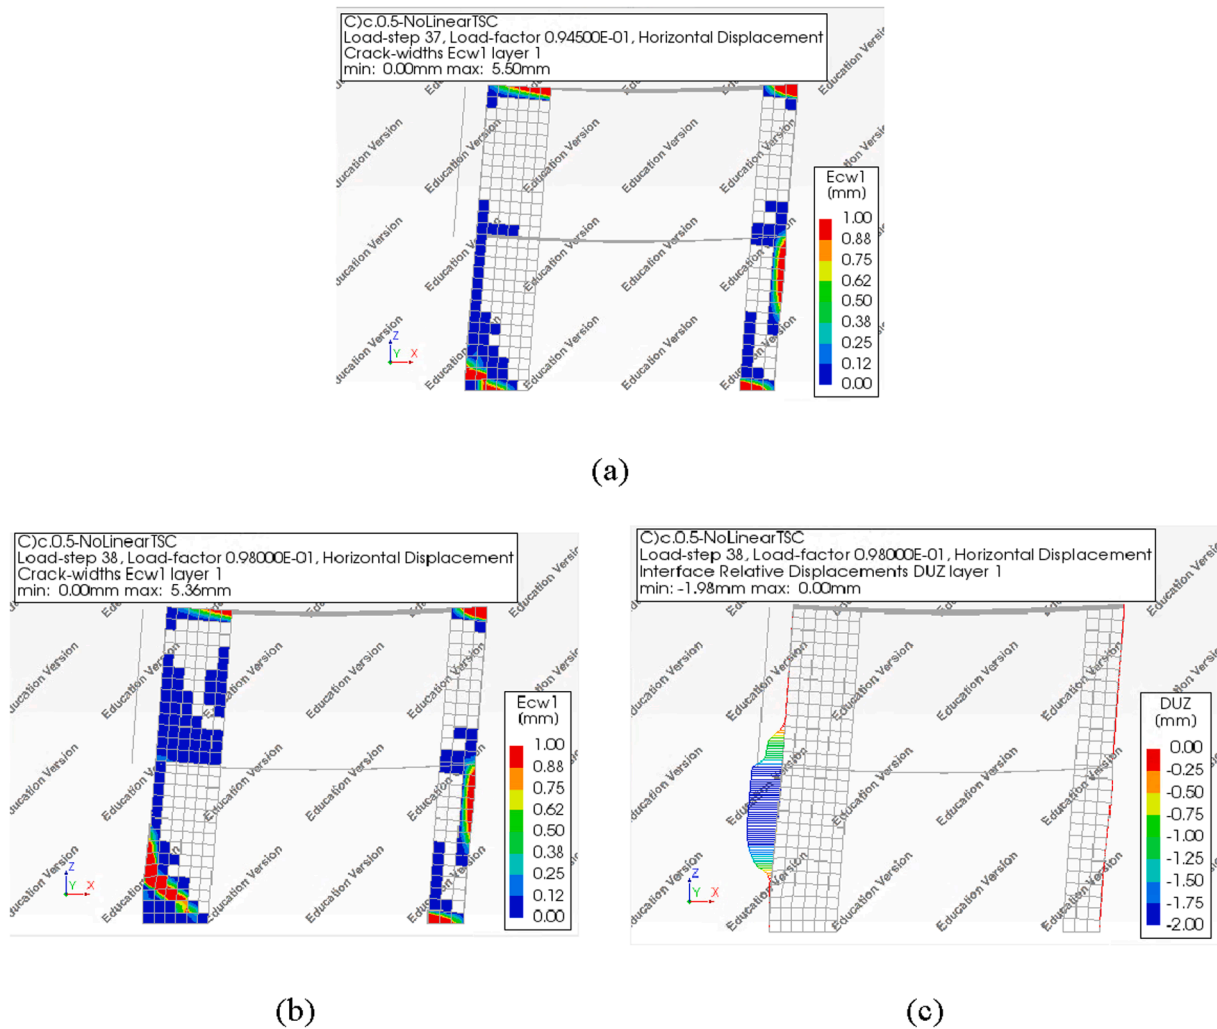 C)c.0.5-NoLinearTSC
Load-step 37, Load-factor 0.94500E-01, Horizontal Displacement
Crack-widths Ecw1 layer 1
min: 0.00mm max: 5.50mm
Education Version
Ecw1
(mm)
1.00
0.88
0.75
0.62
0.50
0.38
0.25
0.12
0.00
Z
Y X
(a)
C)c.0.5-NoLinearTSC
Load-step 38, Load-factor 0.98000E-01, Horizontal Displacement
Crack-widths Ecw1 layer 1
min: 0.00mm max: 5.36mm
Education Version
Ecw1
(mm)
1.00
0.88
0.75
0.62
0.50
0.38
0.25
0.12
0.00
Z
Y X
(b)
C)c.0.5-NoLinearTSC
Load-step 38, Load-factor 0.98000E-01, Horizontal Displacement
Interface Relative Displacements DUZ layer 1
min: -1.98mm max: 0.00mm
Education Version
DUZ
(mm)
0.00
-0.25
-0.50
-0.75
-1.00
-1.25
-1.50
-1.75
-2.00
Z
Y X
(c)